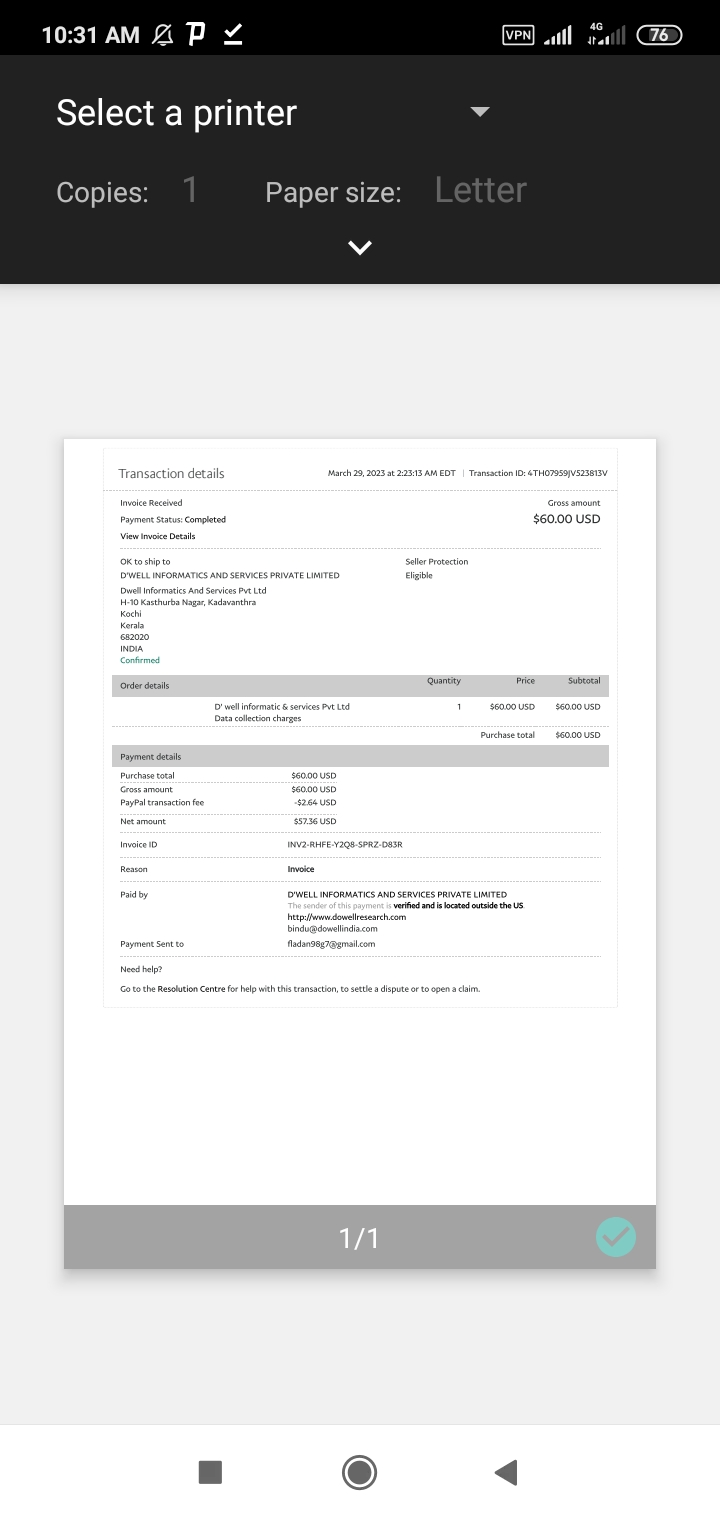 10:31 AM
VPN
4G
76
Select a printer
Copies: 1 Paper size: Letter
Transaction details March 29, 2023 at 2:23:13 AM EDT | Transaction ID: 4TH07959JV523813V
Invoice Received Gross amount
Payment Status: Completed $60.00 USD
View Invoice Details
OK to ship to Seller Protection
D'WELL INFORMATICS AND SERVICES PRIVATE LIMITED Eligible
Dwell Informatics And Services Pvt Ltd
H-10 Kasthurba Nagar, Kadavanthra
Kochi
Kerala
682020
INDIA
Confirmed
Order details Quantity Price Subtotal
D' well informatic & services Pvt Ltd 1 $60.00 USD $60.00 USD
Data collection charges
Purchase total $60.00 USD
Payment details
Purchase total $60.00 USD
Gross amount $60.00 USD
PayPal transaction fee -$2.64 USD
Net amount $57.36 USD
Invoice ID INV2-RHFE-Y2Q8-SPRZ-D83R
Reason Invoice
Paid by D'WELL INFORMATICS AND SERVICES PRIVATE LIMITED
The sender of this payment is verified and is located outside the US
http://www.dowellresearch.com
bindu@dowellindia.com
Payment Sent to fladan98g7@gmail.com
Need help?
Go to the Resolution Centre for help with this transaction, to settle a dispute or to open a claim.
1/1